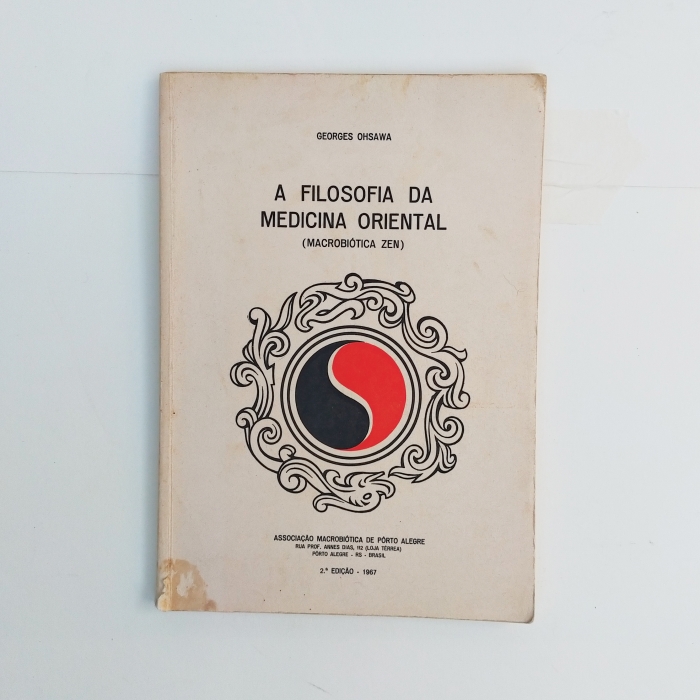 GEORGES OHSAWA
A FILOSOFIA DA
MEDICINA ORIENTAL
(MACROBIÓTICA ZEN)
ASSOCIAÇÃO MACROBIÓTICA DE PÔRTO ALEGRE
RUA PROF. ANNES DIAS, 112 (LOJA TÉRREA)
PÔRTO ALEGRE - RS - BRASIL
2.ª EDIÇÃO - 1967